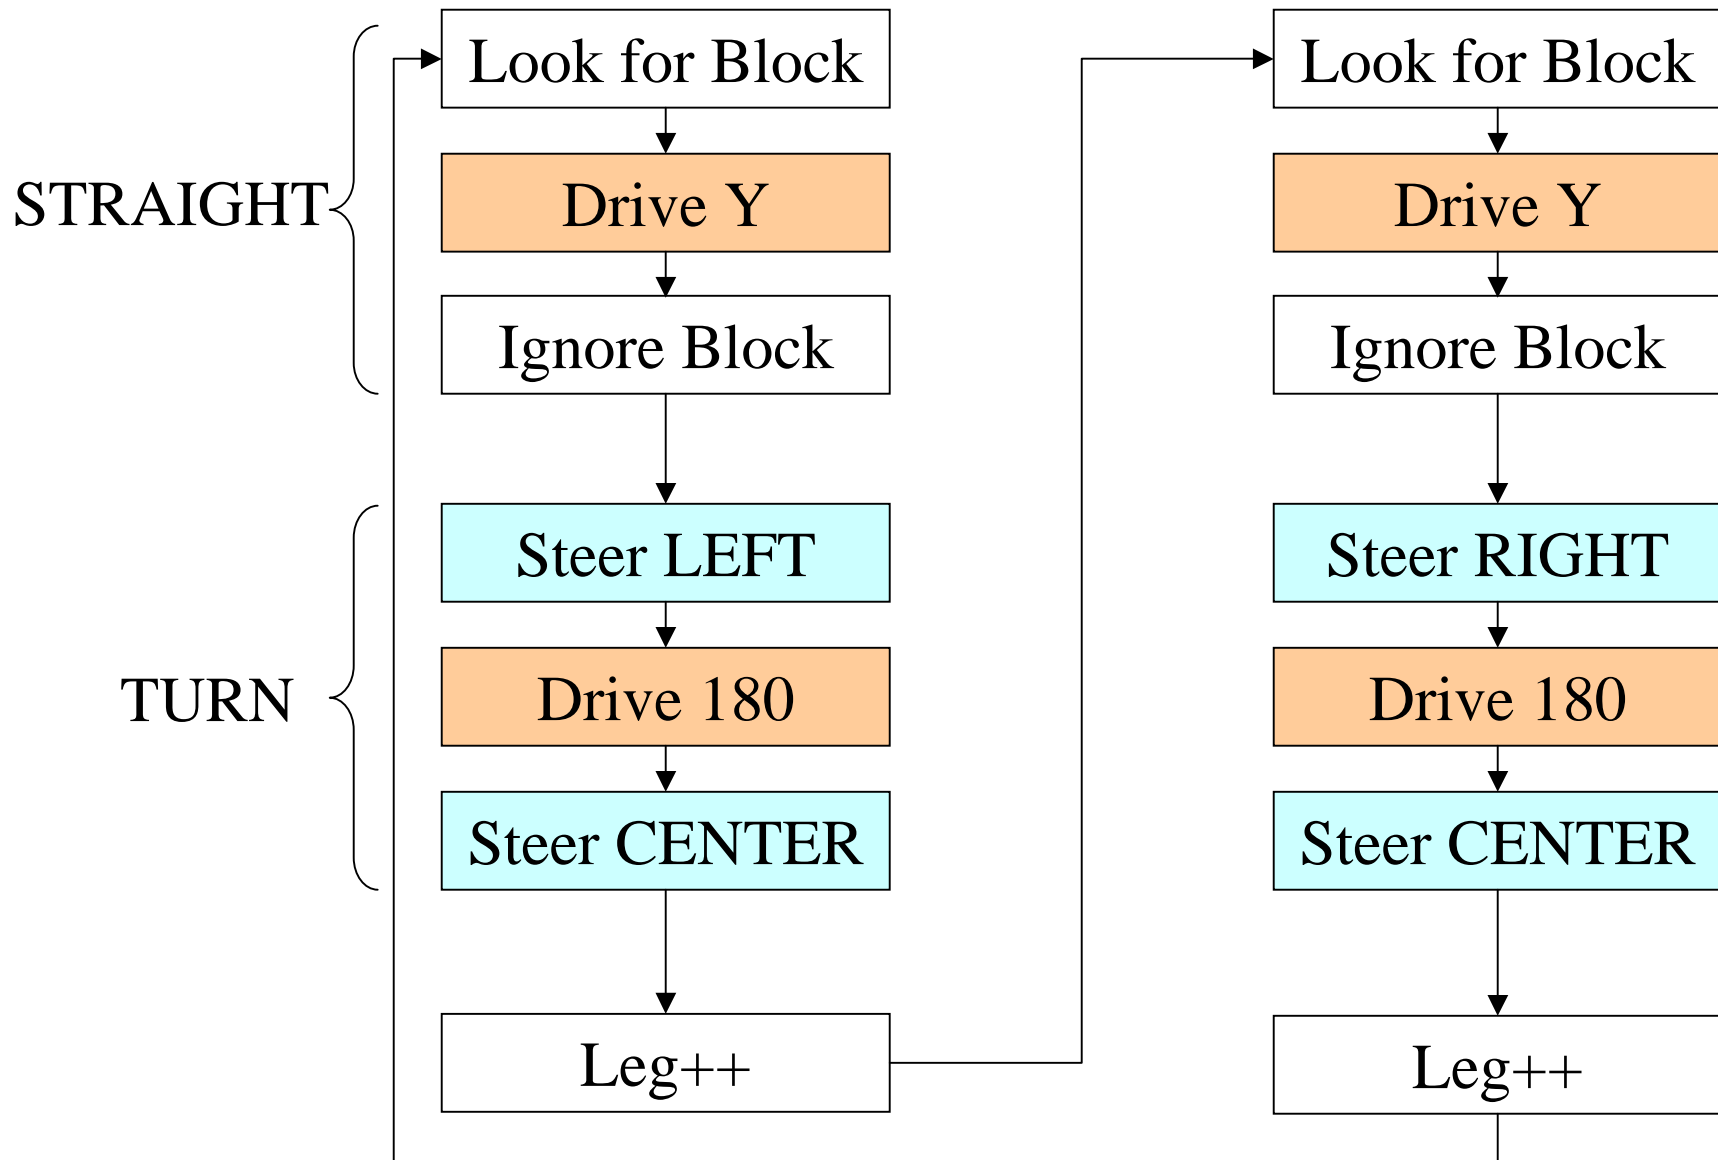 STRAIGHT
Look for Block
Drive Y
Ignore Block
TURN
Steer LEFT
Drive 180
Steer CENTER
Leg++
Look for Block
Drive Y
Ignore Block
Steer RIGHT
Drive 180
Steer CENTER
Leg++